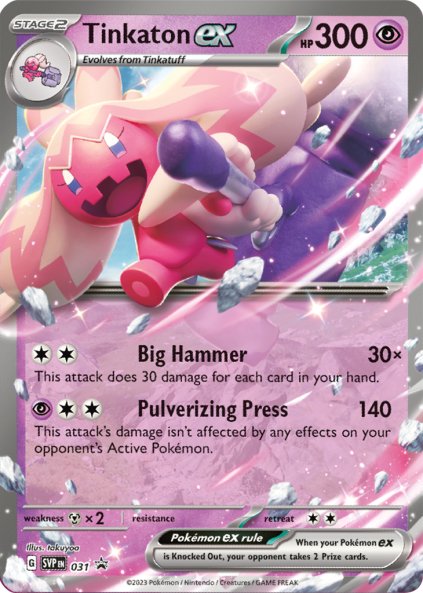 STAGE2 Tinkaton ex HP 300
Evolves from Tinkatuff
Big Hammer 30×
This attack does 30 damage for each card in your hand.
Pulverizing Press 140
This attack's damage isn't affected by any effects on your
opponent's Active Pokémon.
weakness ×2 resistance retreat
Illus. takuyoa
G SVP EN 031
Pokémon ex rule When your Pokémon ex
is Knocked Out, your opponent takes 2 Prize cards.
©2023 Pokémon / Nintendo / Creatures / GAME FREAK